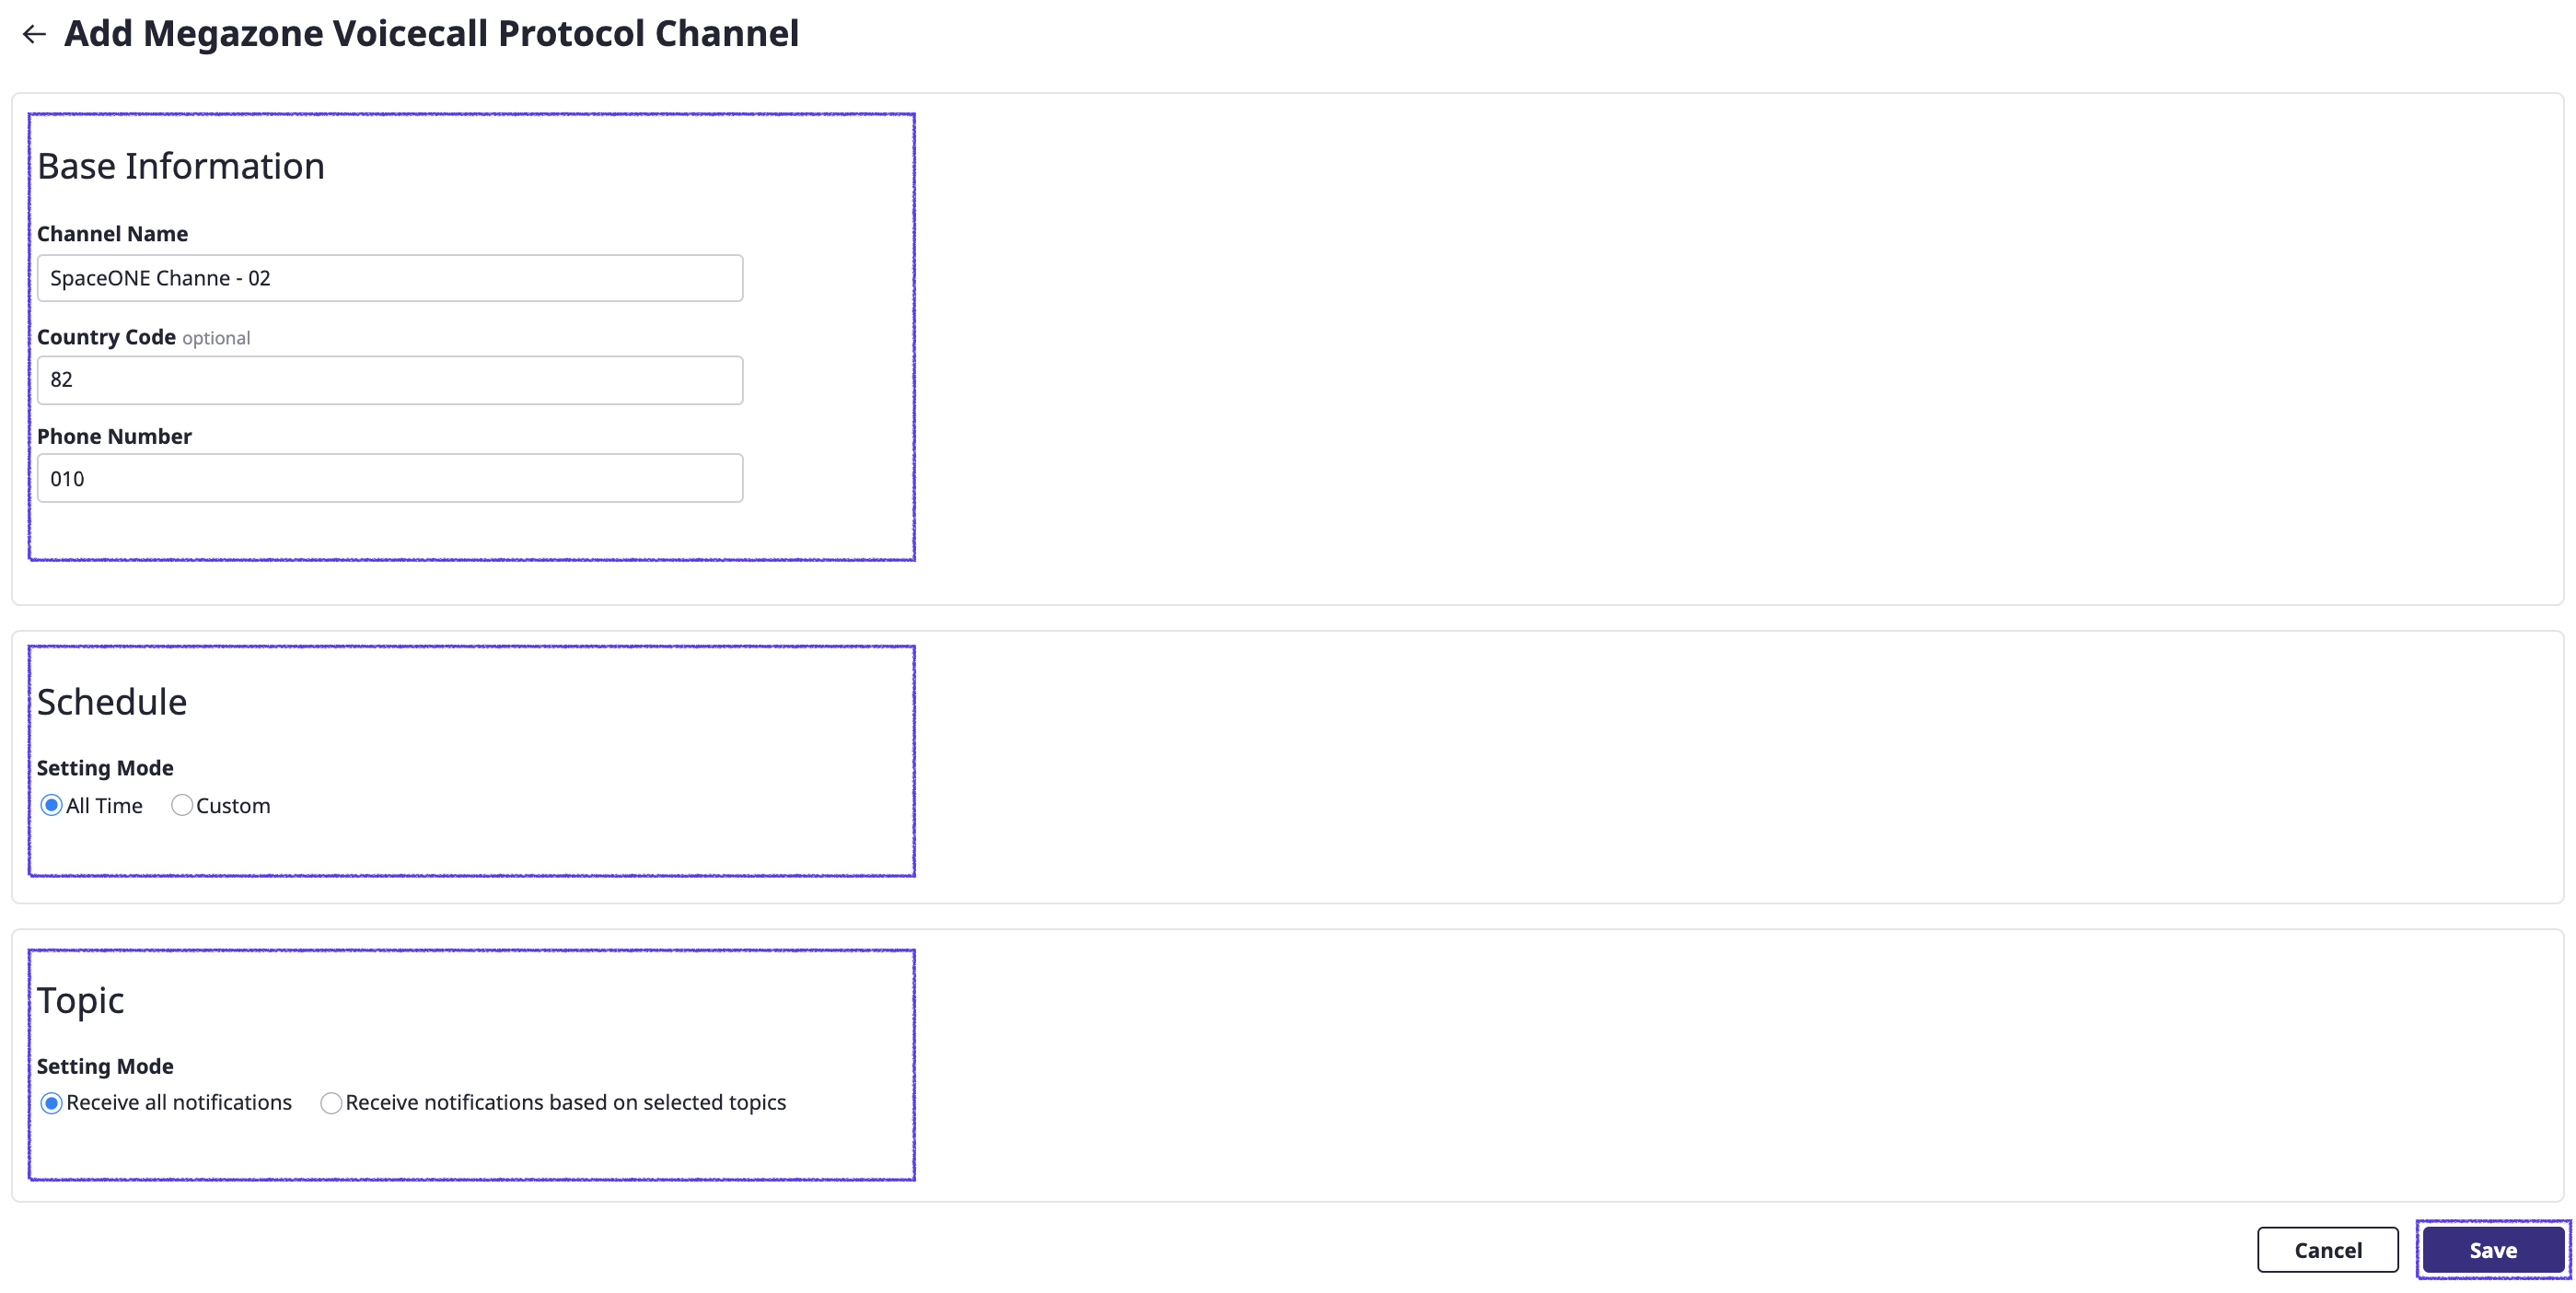 Add Megazone Voicecall Protocol Channel
Base Information
Channel Name
SpaceONE Channe - 02
Country Code optional
82
Phone Number
010
Schedule
Setting Mode
All Time Custom
Topic
Setting Mode
Receive all notifications Receive notifications based on selected topics
Cancel Save